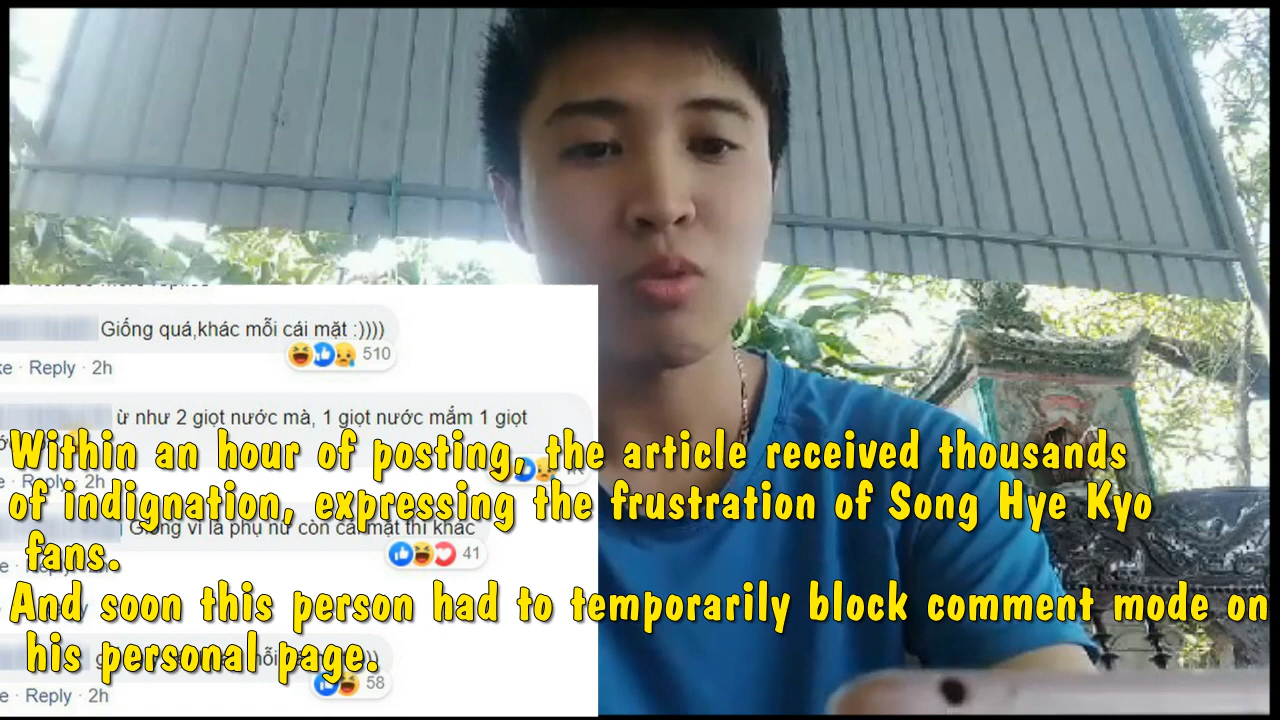 Giống quá,khác mỗi cái mặt :))))
510
Reply · 2h
ừ như 2 giọt nước mà, 1 giọt nước mắm 1 giọt
Within an hour of posting, the article received thousands
Reply · 2h
of indignation, expressing the frustration of Song Hye Kyo
Giống vì là phụ nữ còn cái mặt thì khác
fans.
41
And soon this person had to temporarily block comment mode on
his personal page.
58
Reply · 2h